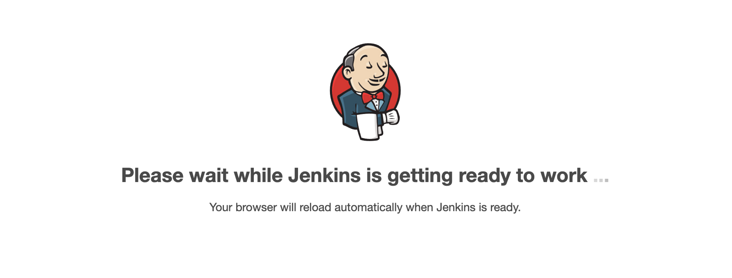 Please wait while Jenkins is getting ready to work ...
Your browser will reload automatically when Jenkins is ready.